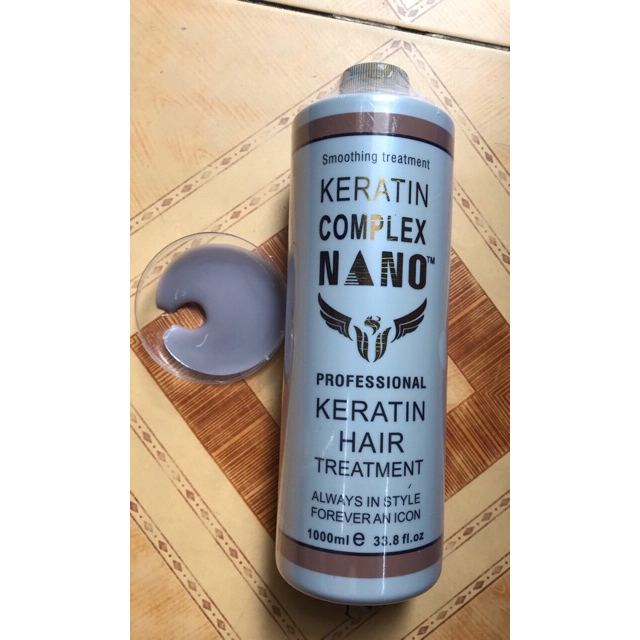 Smoothing treatment
KERATIN
COMPLEX
NANO™
PROFESSIONAL
KERATIN
HAIR
TREATMENT
ALWAYS IN STYLE
FOREVER AN ICON
1000ml e 33.8 fl.oz